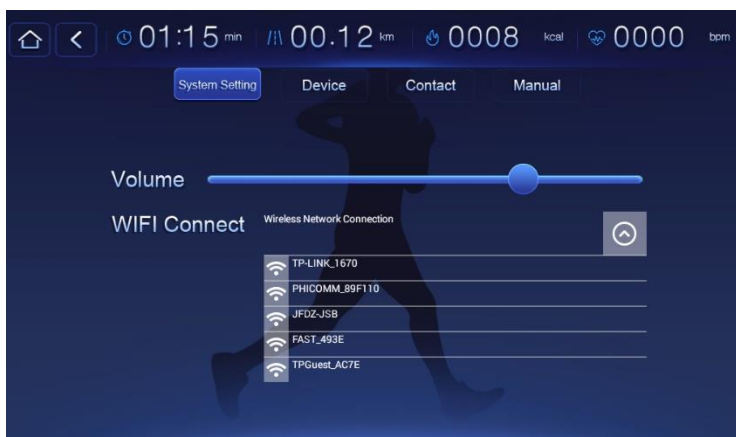 01:15 min 00.12 km 0008 kcal 0000 bpm
System Setting Device Contact Manual
Volume
WIFI Connect Wireless Network Connection
TP-LINK_1670
PHICOMM_89F110
JFDZ-JSB
FAST_493E
TPGuest_AC7E